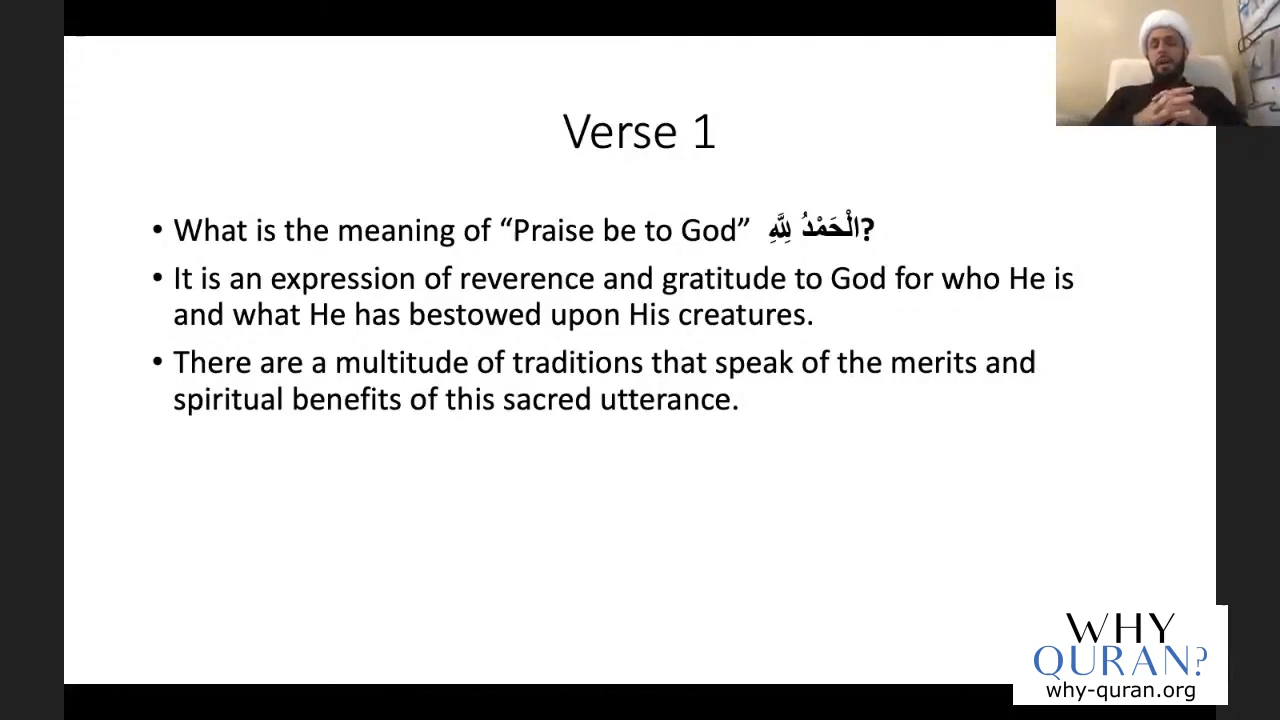 Verse 1
• What is the meaning of “Praise be to God” الْحَمْدُ لِلَّهِ?
• It is an expression of reverence and gratitude to God for who He is
and what He has bestowed upon His creatures.
• There are a multitude of traditions that speak of the merits and
spiritual benefits of this sacred utterance.
WHY
QURAN?
why-quran.org